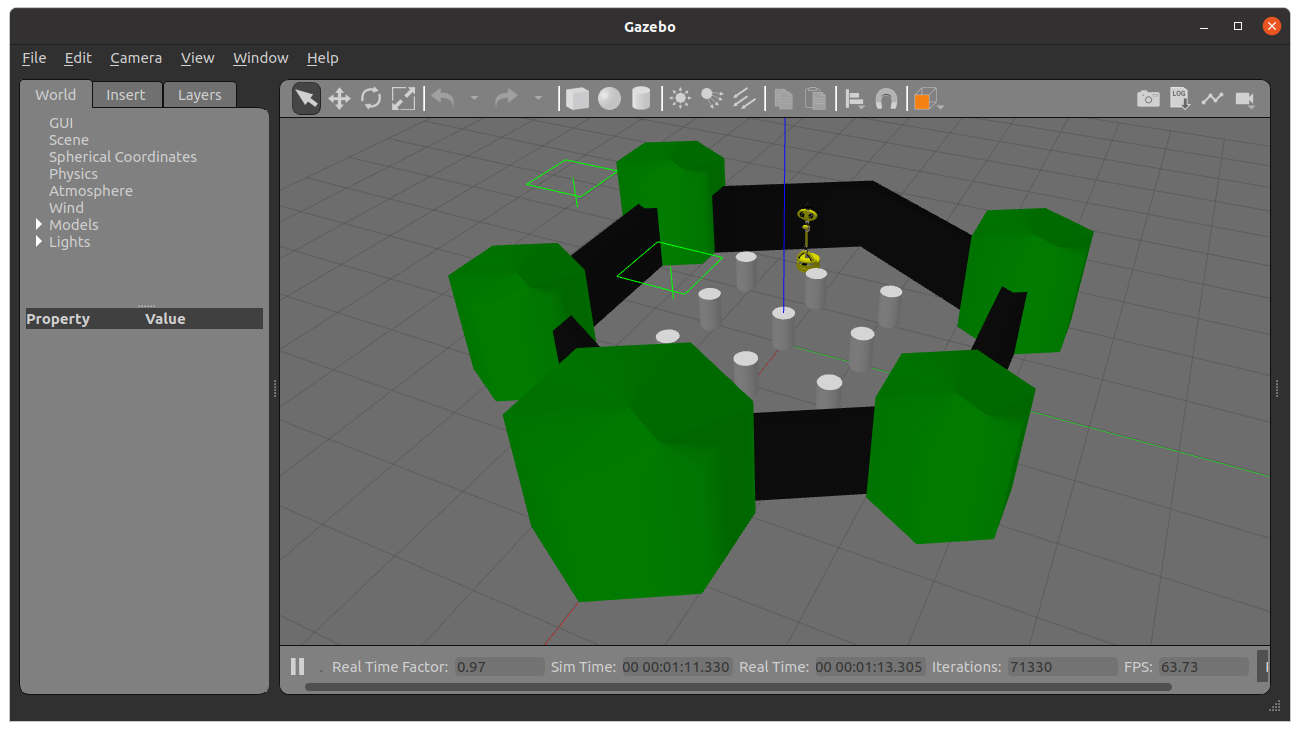 Gazebo
File Edit Camera View Window Help
World Insert Layers
LOG
GUI
Scene
Spherical Coordinates
Physics
Atmosphere
Wind
Models
Lights
Property Value
Real Time Factor: 0.97 Sim Time: 00 00:01:11.330 Real Time: 00 00:01:13.305 Iterations: 71330 FPS: 63.73